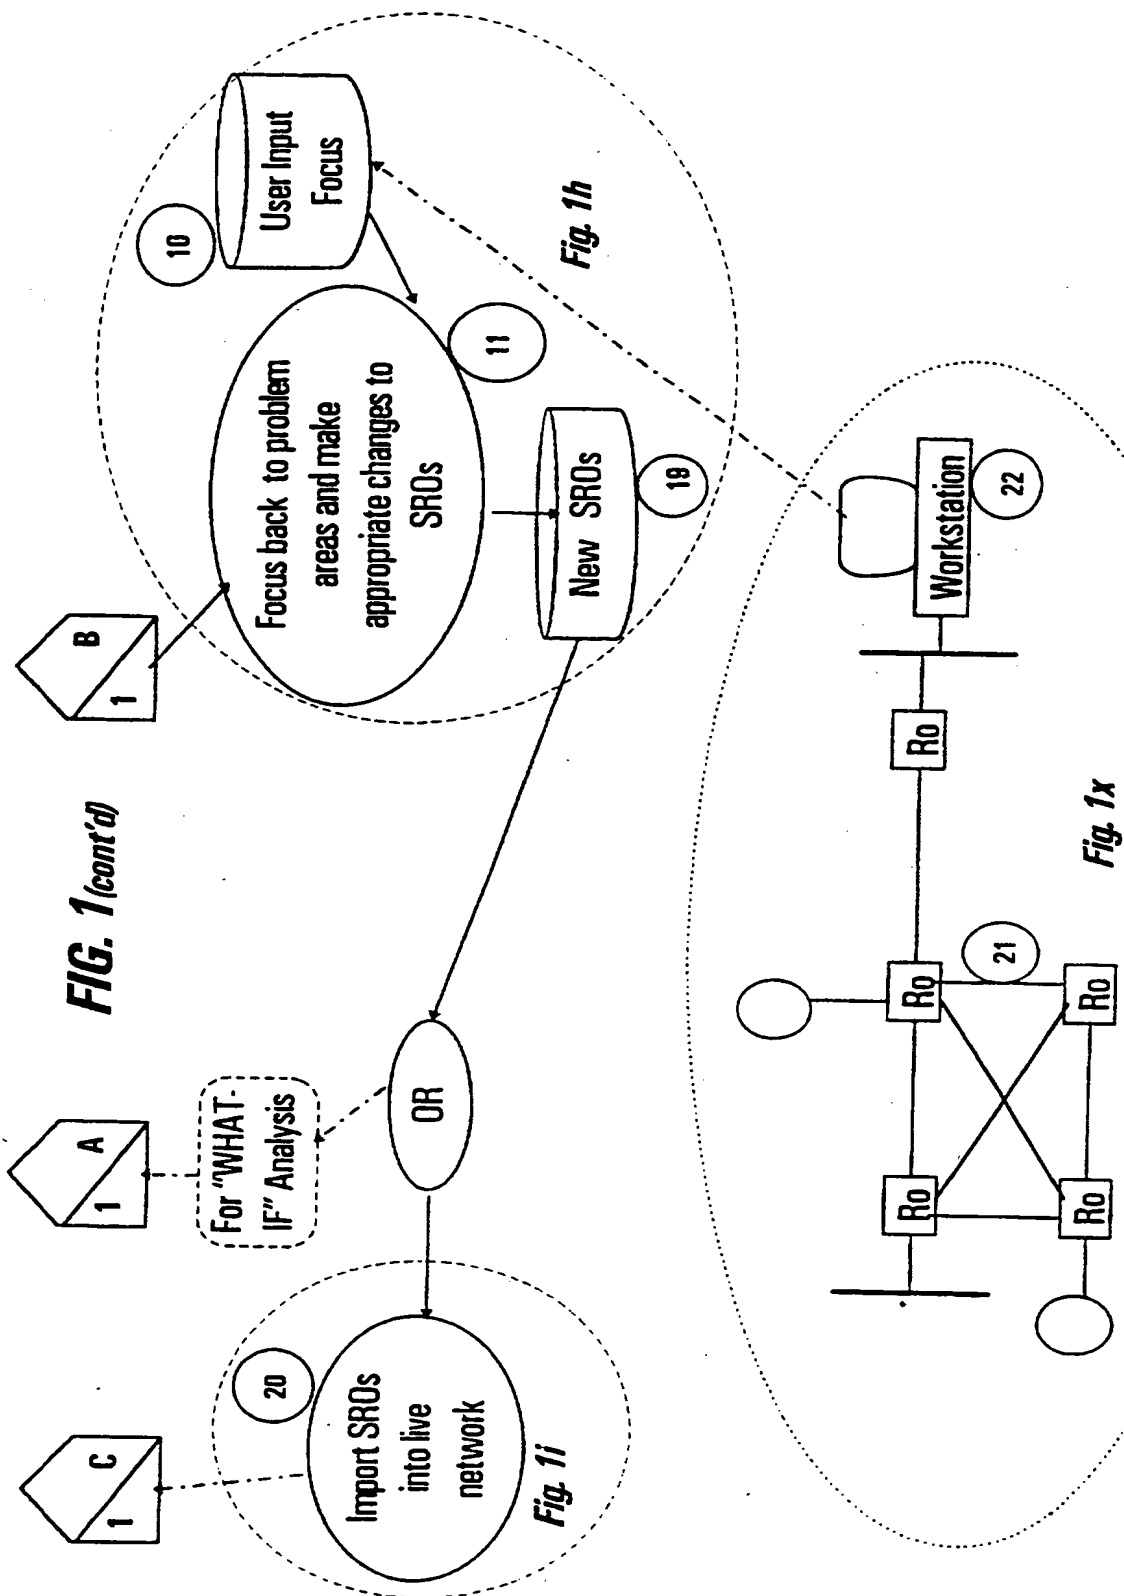 FIG. 1 (cont'd)
1 C
1 A
1 B
20
Import SROs
into live
network
Fig. 1i
For "WHAT-
IF" Analysis
OR
10
User Input
Focus
Focus back to problem
areas and make
appropriate changes to
SROs
11
New SROs
19
Fig. 1h
Ro
Ro
Ro
Ro
21
Ro
Workstation
22
Fig. 1x